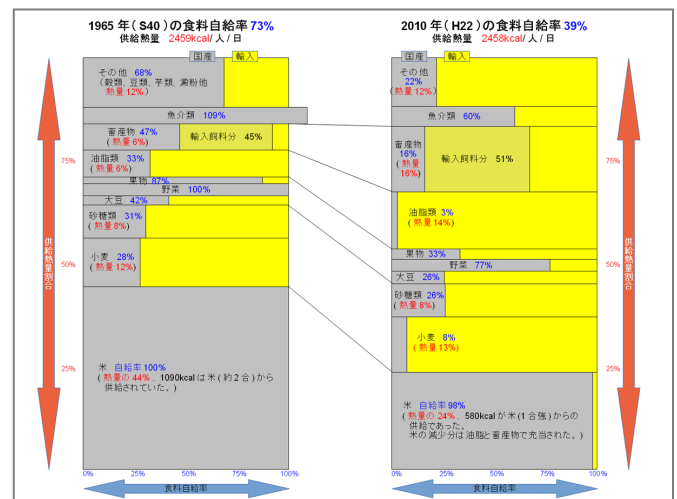 1965 年( S40 )の食料自給率 73%
供給熱量 2459kcal/ 人 / 日
国産 輸入
その他 68%
(穀類、豆類、芋類、澱粉他
熱量 12%)
魚介類 109%
畜産物 47%
(熱量 6%)
輸入飼料分 45%
油脂類 33%
(熱量 6%)
果物 87%
野菜 100%
大豆 42%
砂糖類 31%
(熱量 8%)
小麦 28%
( 熱量 12%)
米 自給率 100%
( 熱量の 44%、1090kcal は米( 約 2 合)から
供給されていた。)
供給熱量割合
75%
50%
25%
0% 25% 50% 75% 100%
食料自給率
2010 年( H22 )の食料自給率 39%
供給熱量 2458kcal/ 人 / 日
国産 輸入
その他
22%
(熱量 12%)
魚介類 60%
畜産物
16%
(熱量
16%)
輸入飼料分 51%
油脂類 3%
(熱量 14%)
果物 33%
野菜 77%
大豆 26%
砂糖類 26%
(熱量 8%)
小麦 8%
(熱量 13%)
米 自給率 98%
( 熱量の 24%、580kcal が米(1 合強)からの
供給であった。
米の減少分は油脂と畜産物で充当された。)
供給熱量割合
75%
50%
25%
0% 25% 50% 75% 100%
食料自給率